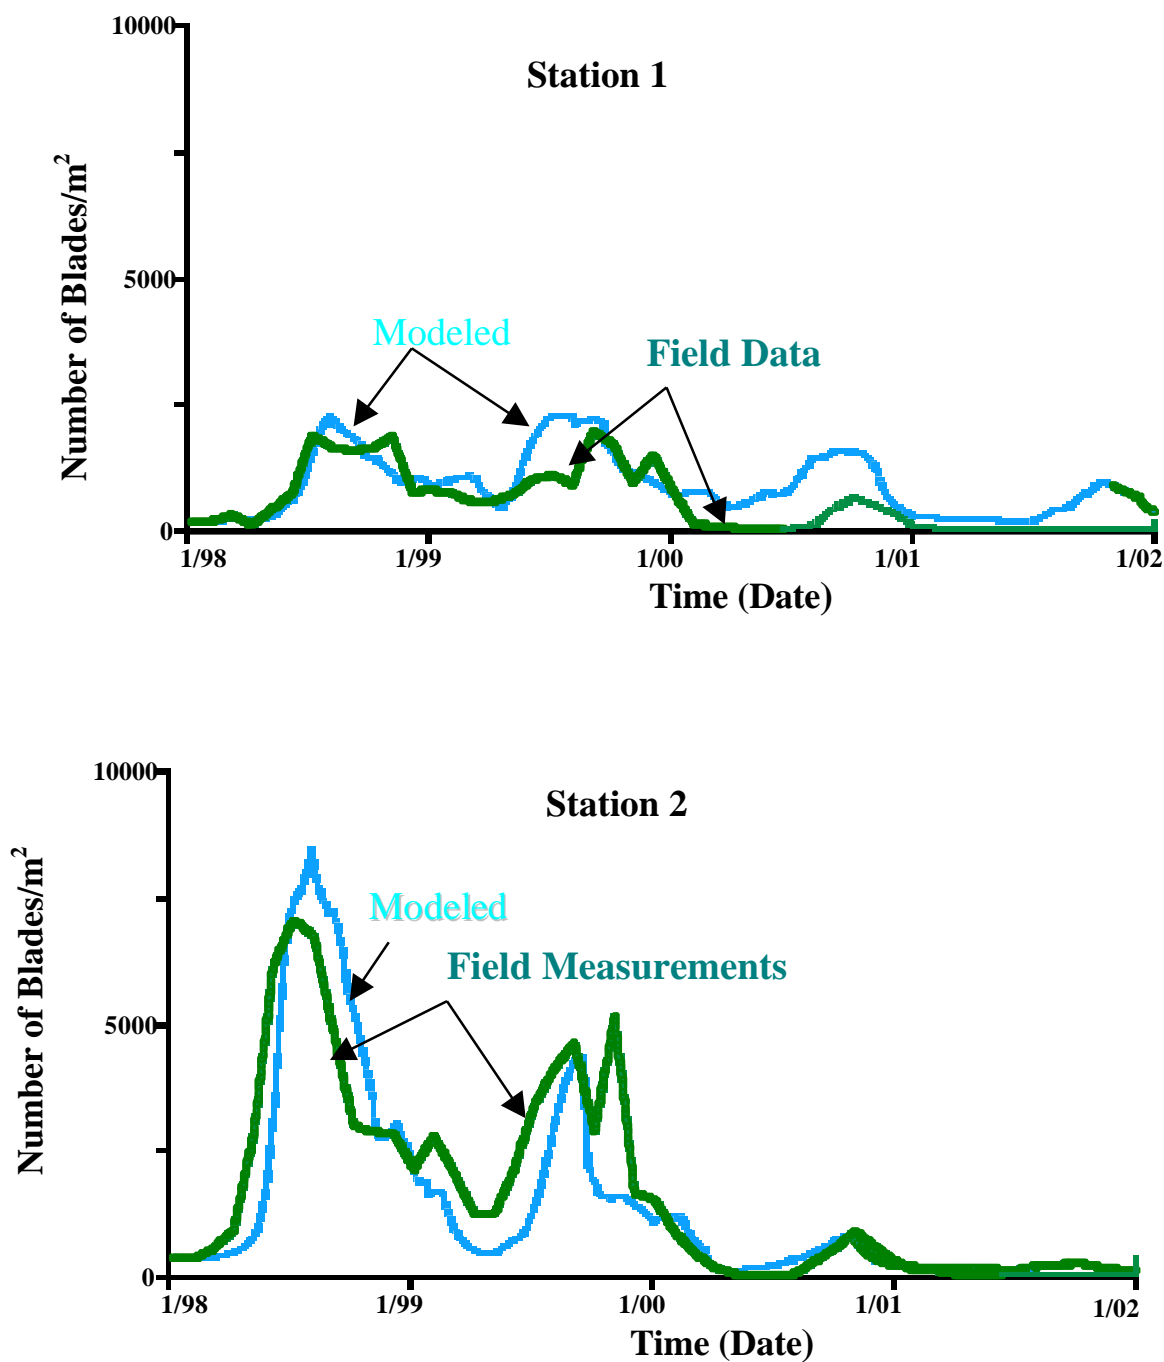 10000
Station 1
Number of Blades/m²
5000
Modeled
Field Data
0
1/98
1/99
1/00
1/01
1/02
Time (Date)
10000
Station 2
Number of Blades/m²
Modeled
Field Measurements
5000
0
1/98
1/99
1/00
1/01
1/02
Time (Date)